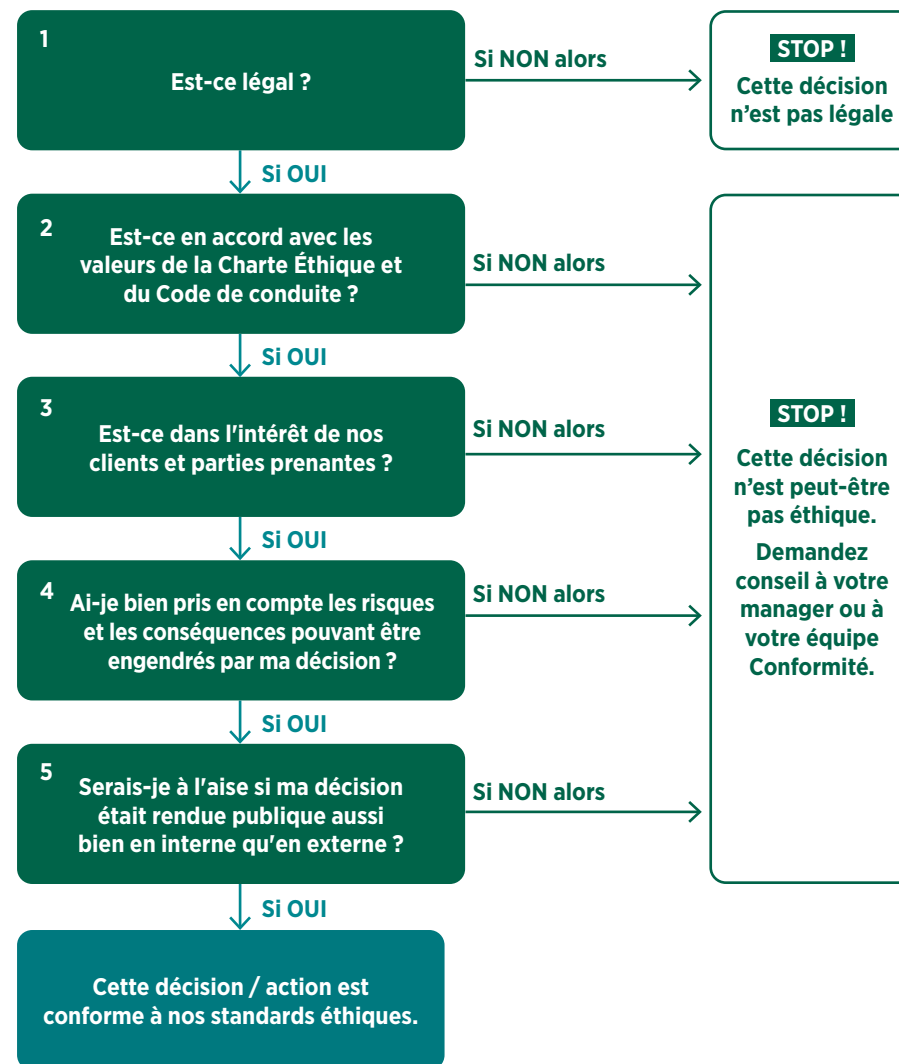 1
Est-ce légal ?
Si NON alors
STOP !
Cette décision
n'est pas légale
Si OUI
2
Est-ce en accord avec les
valeurs de la Charte Éthique et
du Code de conduite ?
Si NON alors
Si OUI
3
Est-ce dans l'intérêt de nos
clients et parties prenantes ?
Si NON alors
STOP !
Cette décision
n'est peut-être
pas éthique.
Demandez
conseil à votre
manager ou à
votre équipe
Conformité.
Si OUI
4
Ai-je bien pris en compte les risques
et les conséquences pouvant être
engendrés par ma décision ?
Si NON alors
Si OUI
5
Serais-je à l'aise si ma décision
était rendue publique aussi
bien en interne qu'en externe ?
Si NON alors
Si OUI
Cette décision / action est
conforme à nos standards éthiques.